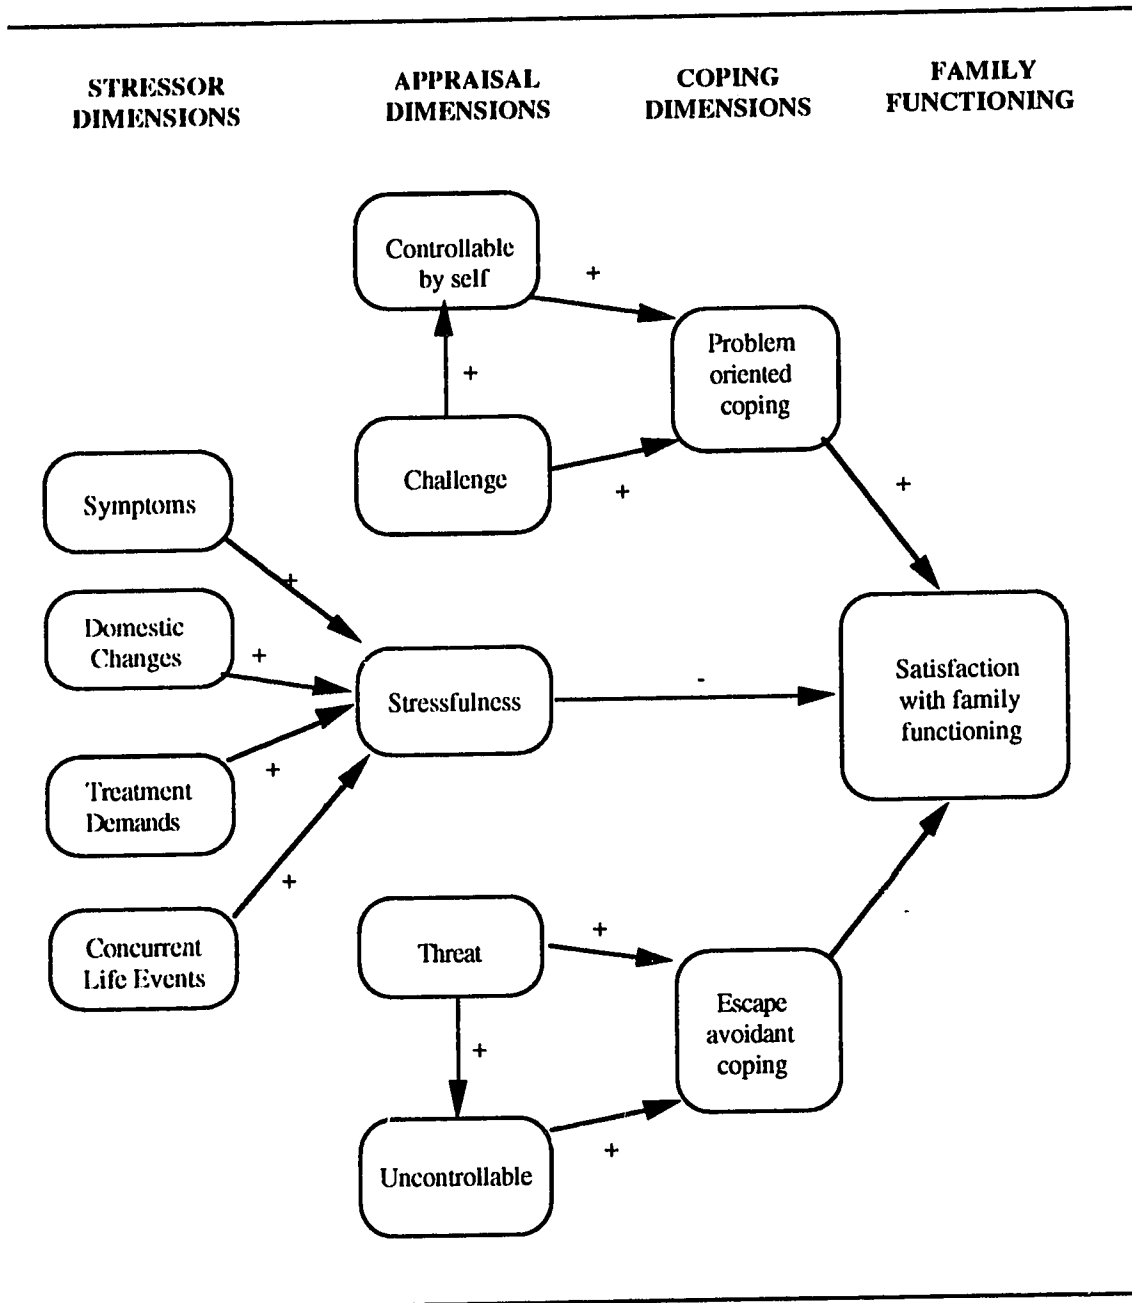 STRESSOR
DIMENSIONS
APPRAISAL
DIMENSIONS
COPING
DIMENSIONS
FAMILY
FUNCTIONING
Controllable
by self
+
Problem
oriented
coping
+
Challenge
+
+
Symptoms
+
Domestic
Changes
+
Stressfulness
-
Satisfaction
with family
functioning
Treatment
Demands
+
+
Concurrent
Life Events
Threat
+
-
Escape
avoidant
coping
+
Uncontrollable
+